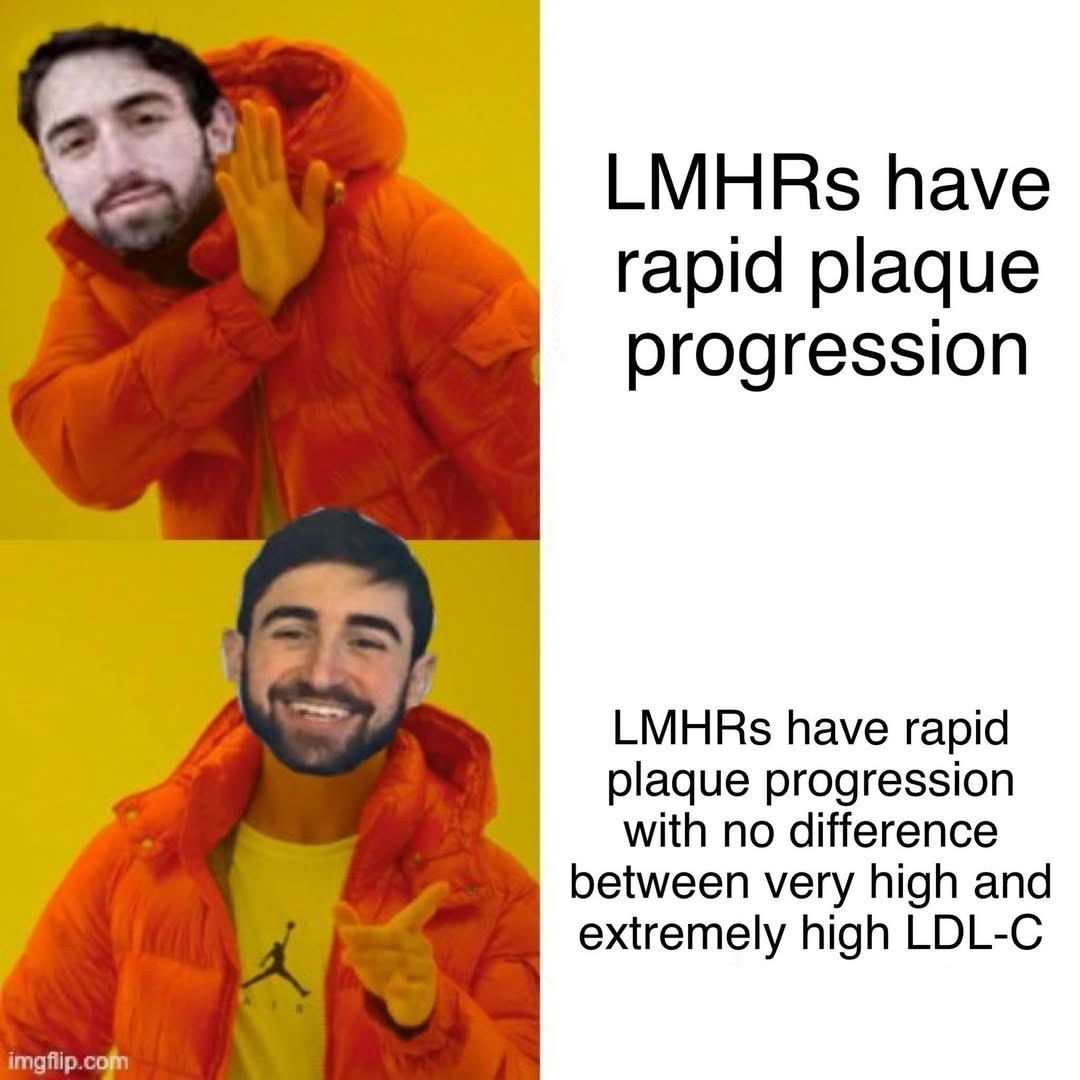 LMHRs have
rapid plaque
progression
LMHRs have rapid
plaque progression
with no difference
between very high and
extremely high LDL-C
AIR
imgflip.com